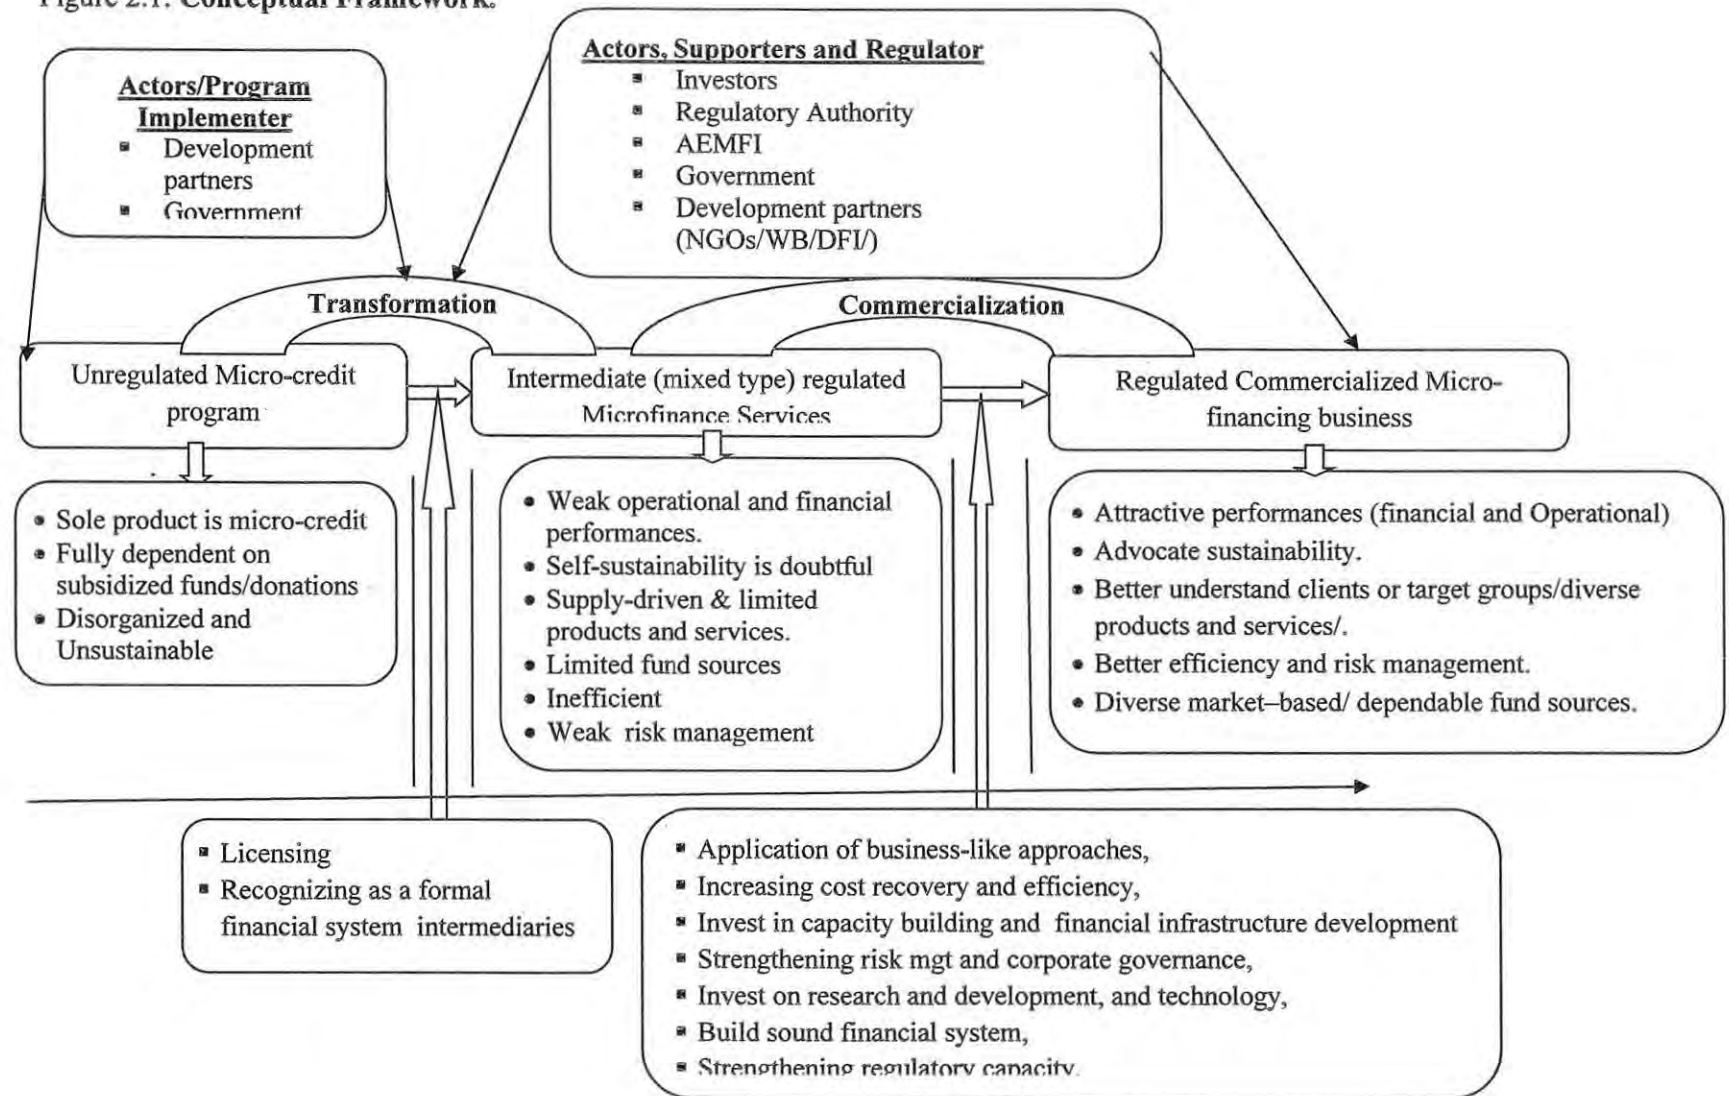 Figure 2.1: Conceptual Framework.
Actors/Program
Implementer
▪ Development
partners
▪ Government
Actors, Supporters and Regulator
▪ Investors
▪ Regulatory Authority
▪ AEMFI
▪ Government
▪ Development partners
(NGOs/WB/DFI/)
Transformation
Commercialization
Unregulated Micro-credit
program
Intermediate (mixed type) regulated
Microfinance Services
Regulated Commercialized Micro-
financing business
• Sole product is micro-credit
• Fully dependent on
subsidized funds/donations
• Disorganized and
Unsustainable
• Weak operational and financial
performances.
• Self-sustainability is doubtful
• Supply-driven & limited
products and services.
• Limited fund sources
• Inefficient
• Weak risk management
• Attractive performances (financial and Operational)
• Advocate sustainability.
• Better understand clients or target groups/diverse
products and services/.
• Better efficiency and risk management.
• Diverse market–based/ dependable fund sources.
▪ Licensing
▪ Recognizing as a formal
financial system intermediaries
▪ Application of business-like approaches,
▪ Increasing cost recovery and efficiency,
▪ Invest in capacity building and financial infrastructure development
▪ Strengthening risk mgt and corporate governance,
▪ Invest on research and development, and technology,
▪ Build sound financial system,
▪ Strengthening regulatory capacity.